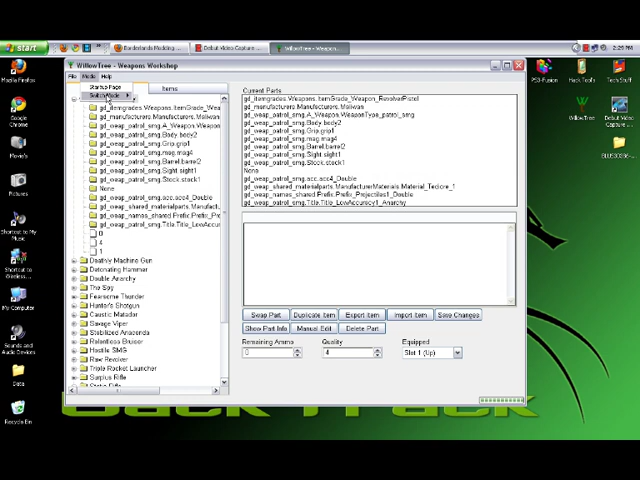 start
Borderlands Modding ...
Debut Video Capture ...
WillowTree - Weapon...
2:29 PM
WillowTree - Weapons Workshop
File Mode Help
Startup Page
Switch Mode
Items
gd_itemgrades.Weapons.ItemGrade_Wea
gd_manufacturers.Manufacturers.Maliwan
gd_weap_patrol_smg.A_Weapon.Weapon
gd_weap_patrol_smg.Body.body2
gd_weap_patrol_smg.Grip.grip1
gd_weap_patrol_smg.mag.mag4
gd_weap_patrol_smg.Barrel.barrel2
gd_weap_patrol_smg.Sight.sight1
gd_weap_patrol_smg.Stock.stock1
None
gd_weap_patrol_smg.acc.acc4_Double
gd_weap_shared_materialparts.Manufact
gd_weap_names_shared.Prefix.Prefix_Pr
gd_weap_patrol_smg.Title.Title_LowAccur
0
4
1
Deathly Machine Gun
Detonating Hammer
Double Anarchy
The Spy
Fearsome Thunder
Hunter's Shotgun
Caustic Matador
Savage Viper
Stabilized Anaconda
Relentless Bruiser
Hostile SMG
Raw Revolver
Triple Rocket Launcher
Surplus Rifle
Current Parts
gd_itemgrades.Weapons.ItemGrade_Weapon_RevolverPistol
gd_manufacturers.Manufacturers.Maliwan
gd_weap_patrol_smg.A_Weapon.WeaponType_patrol_smg
gd_weap_patrol_smg.Body.body2
gd_weap_patrol_smg.Grip.grip1
gd_weap_patrol_smg.mag.mag4
gd_weap_patrol_smg.Barrel.barrel2
gd_weap_patrol_smg.Sight.sight1
gd_weap_patrol_smg.Stock.stock1
None
gd_weap_patrol_smg.acc.acc4_Double
gd_weap_shared_materialparts.ManufacturerMaterials.Material_Tediore_1
gd_weap_names_shared.Prefix.Prefix_Projectiles1_Double
gd_weap_patrol_smg.Title.Title_LowAccuracy1_Anarchy
Swap Part Duplicate Item Export Item Import Item Save Changes
Show Part Info Manual Edit Delete Part
Remaining Ammo Quality Equipped
0 4 Slot 1 (Up)
Mozilla Firefox
Google Chrome
Movie's
Pictures
Shortcut to My Music
Shortcut to Wireless...
My Computer
Sounds and Audio Devices
Data
Recycle Bin
PS3-Fusion
Hack Tools
Tech Stuff
WillowTree
Debut Video Capture ...